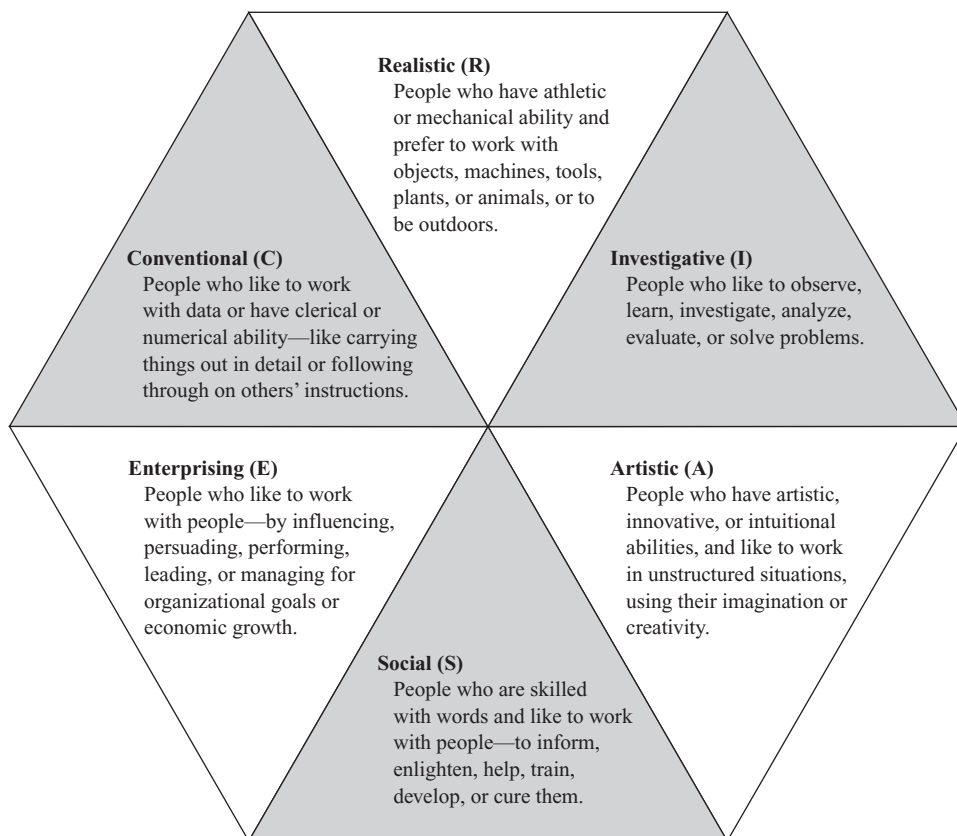 Realistic (R)
People who have athletic
or mechanical ability and
prefer to work with
objects, machines, tools,
plants, or animals, or to
be outdoors.
Conventional (C)
People who like to work
with data or have clerical or
numerical ability—like carrying
things out in detail or following
through on others’ instructions.
Investigative (I)
People who like to observe,
learn, investigate, analyze,
evaluate, or solve problems.
Enterprising (E)
People who like to work
with people—by influencing,
persuading, performing,
leading, or managing for
organizational goals or
economic growth.
Artistic (A)
People who have artistic,
innovative, or intuitional
abilities, and like to work
in unstructured situations,
using their imagination or
creativity.
Social (S)
People who are skilled
with words and like to work
with people—to inform,
enlighten, help, train,
develop, or cure them.